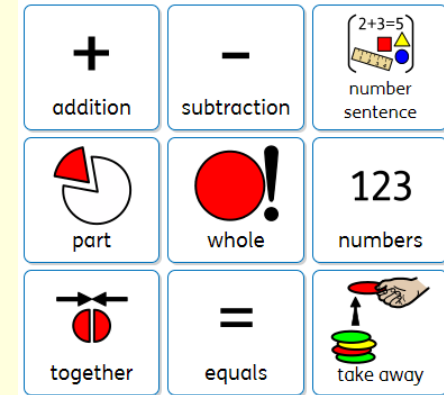 +
addition
-
subtraction
2+3=5
number
sentence
part
!
whole
123
numbers
together
=
equals
take away